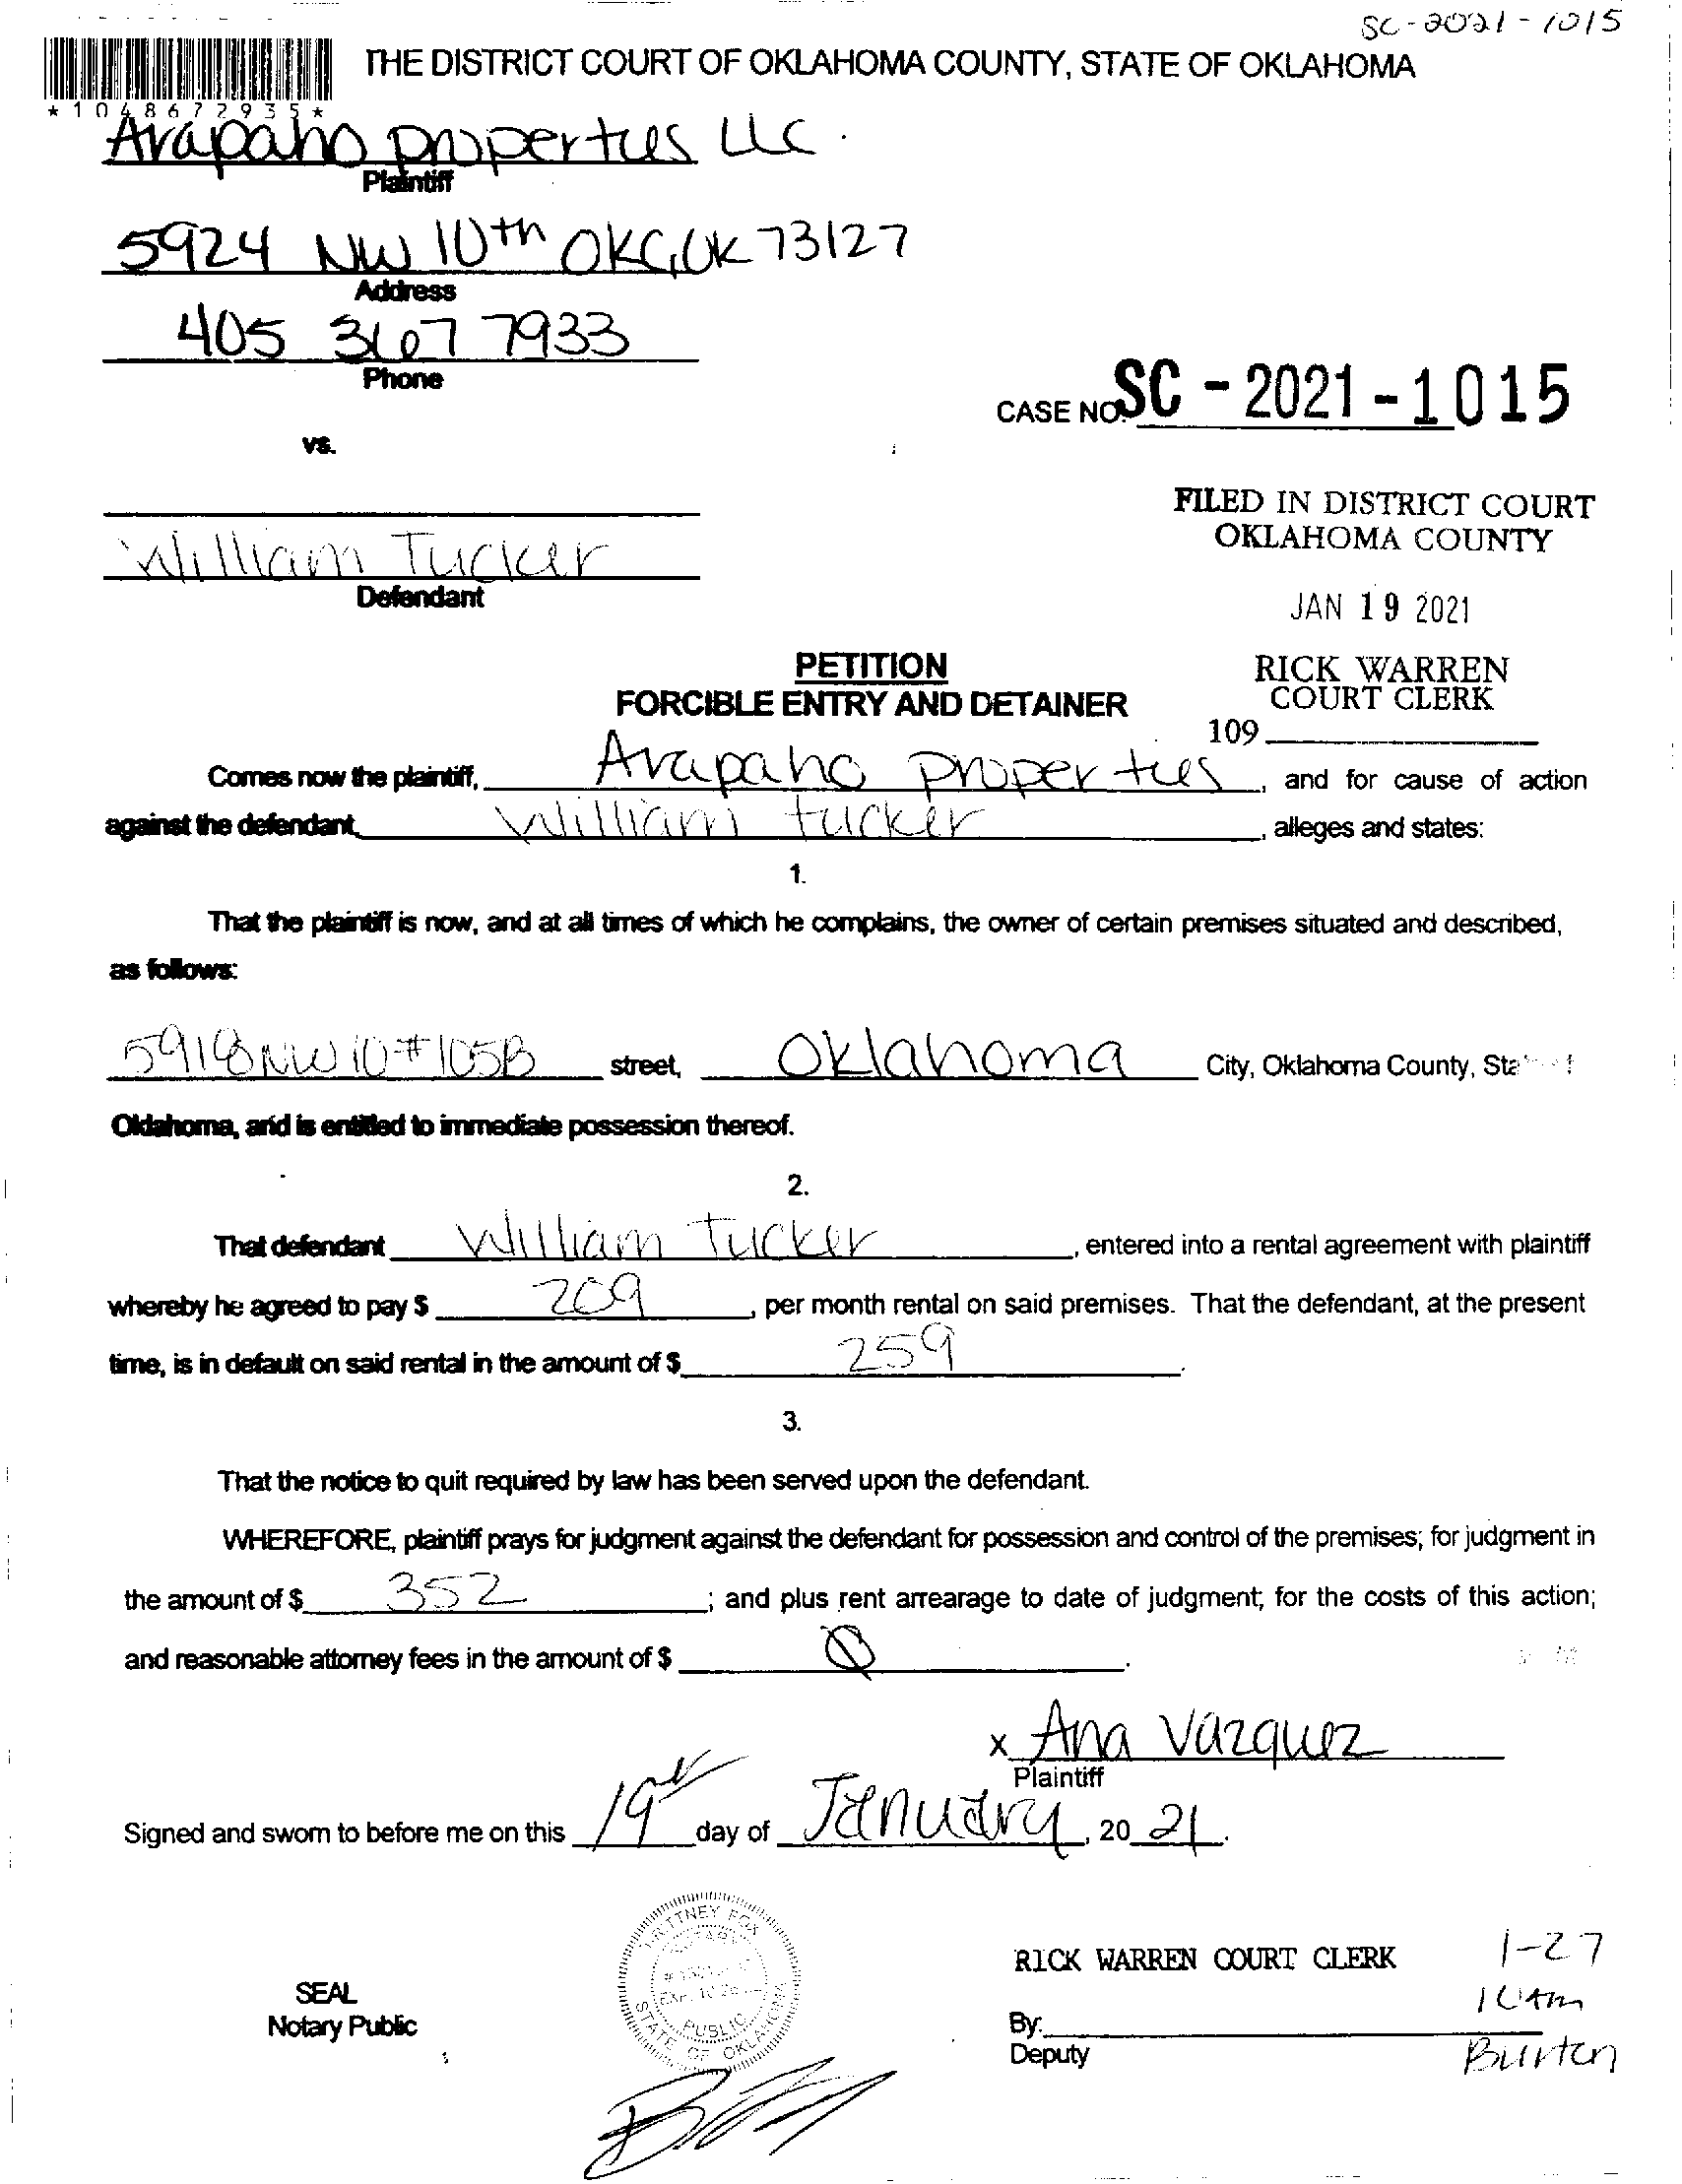 SC-2021-1015
THE DISTRICT COURT OF OKLAHOMA COUNTY, STATE OF OKLAHOMA
*1048672935*
Arapaho properties LLC.
Plaintiff
5924 NW 10th OKC, OK 73127
Address
405 367 7933
Phone
CASE NO. SC - 2021 - 1015
vs.
FILED IN DISTRICT COURT
OKLAHOMA COUNTY
William Tucker
Defendant
JAN 19 2021
PETITION
FORCIBLE ENTRY AND DETAINER
RICK WARREN
COURT CLERK
109
Comes now the plaintiff, Arapaho properties, and for cause of action
against the defendant, William tucker, alleges and states:
1.
That the plaintiff is now, and at all times of which he complains, the owner of certain premises situated and described,
as follows:
5918 NW 10 #105B street, Oklahoma City, Oklahoma County,
Oklahoma, and is entitled to immediate possession thereof.
2.
That defendant William Tucker, entered into a rental agreement with plaintiff
whereby he agreed to pay $ 209, per month rental on said premises. That the defendant, at the present
time, is in default on said rental in the amount of $ 259.
3.
That the notice to quit required by law has been served upon the defendant.
WHEREFORE, plaintiff prays for judgment against the defendant for possession and control of the premises; for judgment in
the amount of $ 352; and plus rent arrearage to date of judgment; for the costs of this action;
and reasonable attorney fees in the amount of $ Ø.
x Ana Vazquez
Plaintiff
Signed and sworn to before me on this 19 day of January, 20 21.
SEAL
Notary Public
STATE OF OKLAHOMA
PUBLIC
RICK WARREN COURT CLERK
1-27
10Am
By:
Deputy
Burten